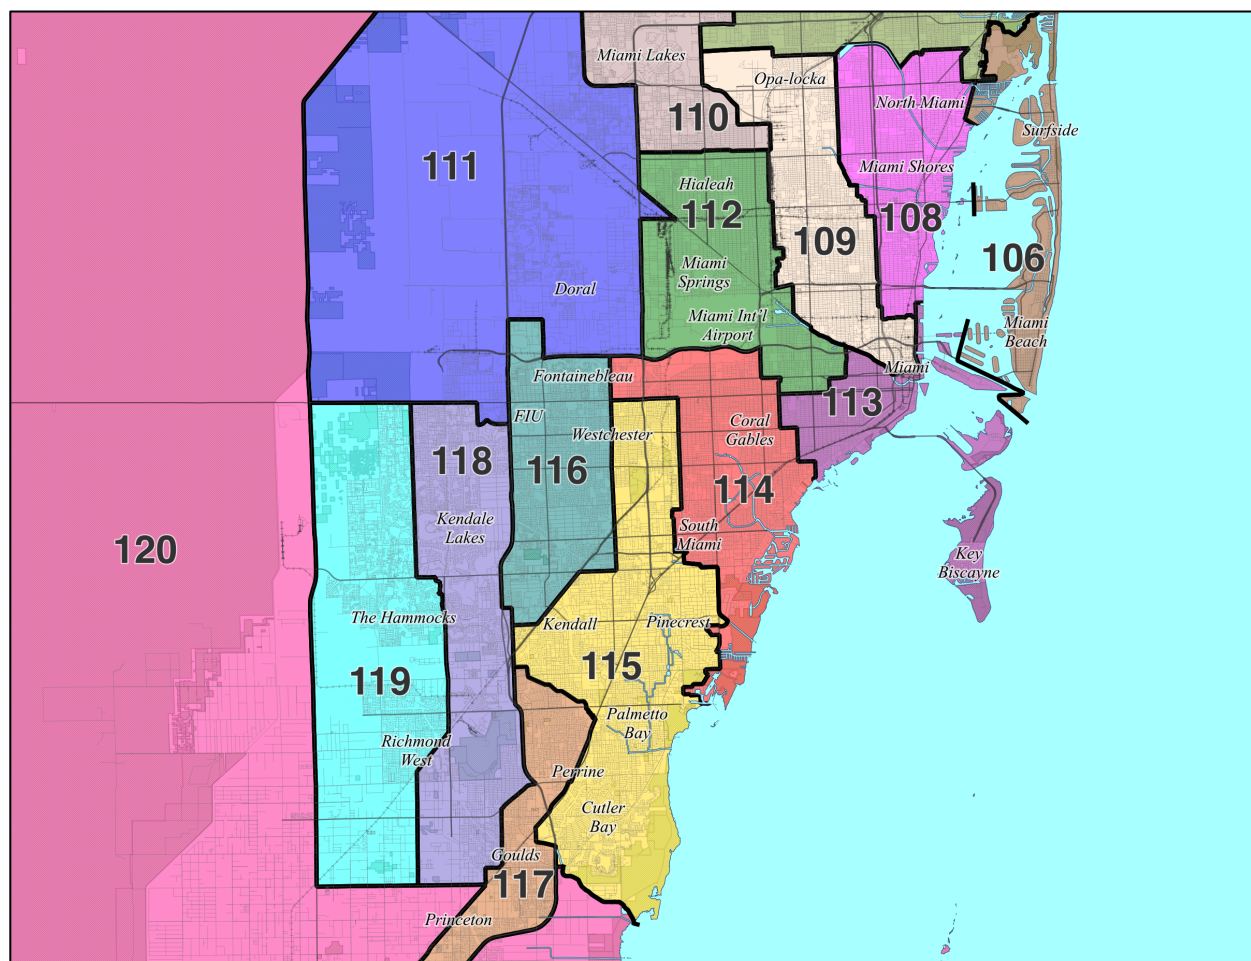 Miami Lakes
Opa-locka
North Miami
110
Surfside
111
Miami Shores
Hialeah
112
108
109
106
Miami
Springs
Doral
Miami Int'l
Airport
Miami
Beach
Miami
Fontainebleau
113
FIU
Coral
Gables
Westchester
118
116
114
Kendale
Lakes
South
Miami
120
Key
Biscayne
The Hammocks
Kendall
Pinecrest
115
119
Palmetto
Bay
Richmond
West
Perrine
Cutler
Bay
Goulds
117
Princeton